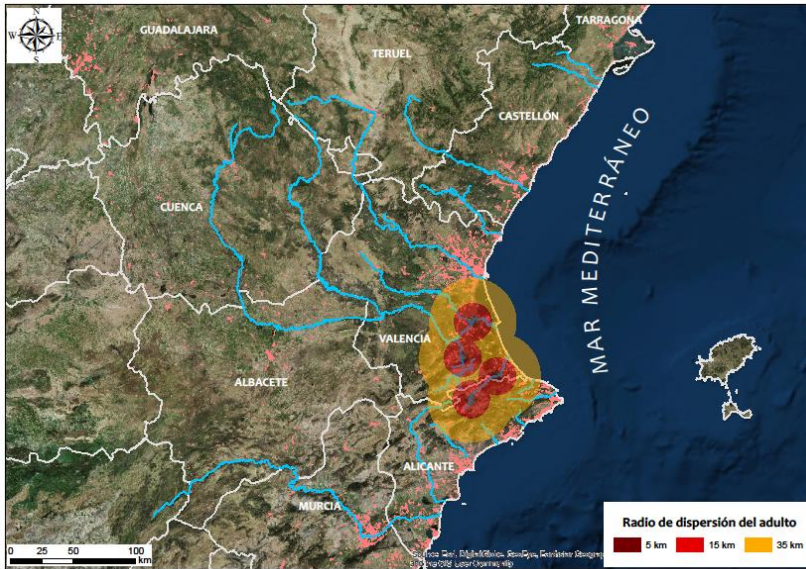 N
W
E
S
GUADALAJARA
TERUEL
TARRAGONA
CASTELLÓN
CUENCA
MAR MEDITERRÁNEO
VALENCIA
ALBACETE
ALICANTE
MURCIA
0 25 50 100
km
Radio de dispersión del adulto
5 km 15 km 35 km